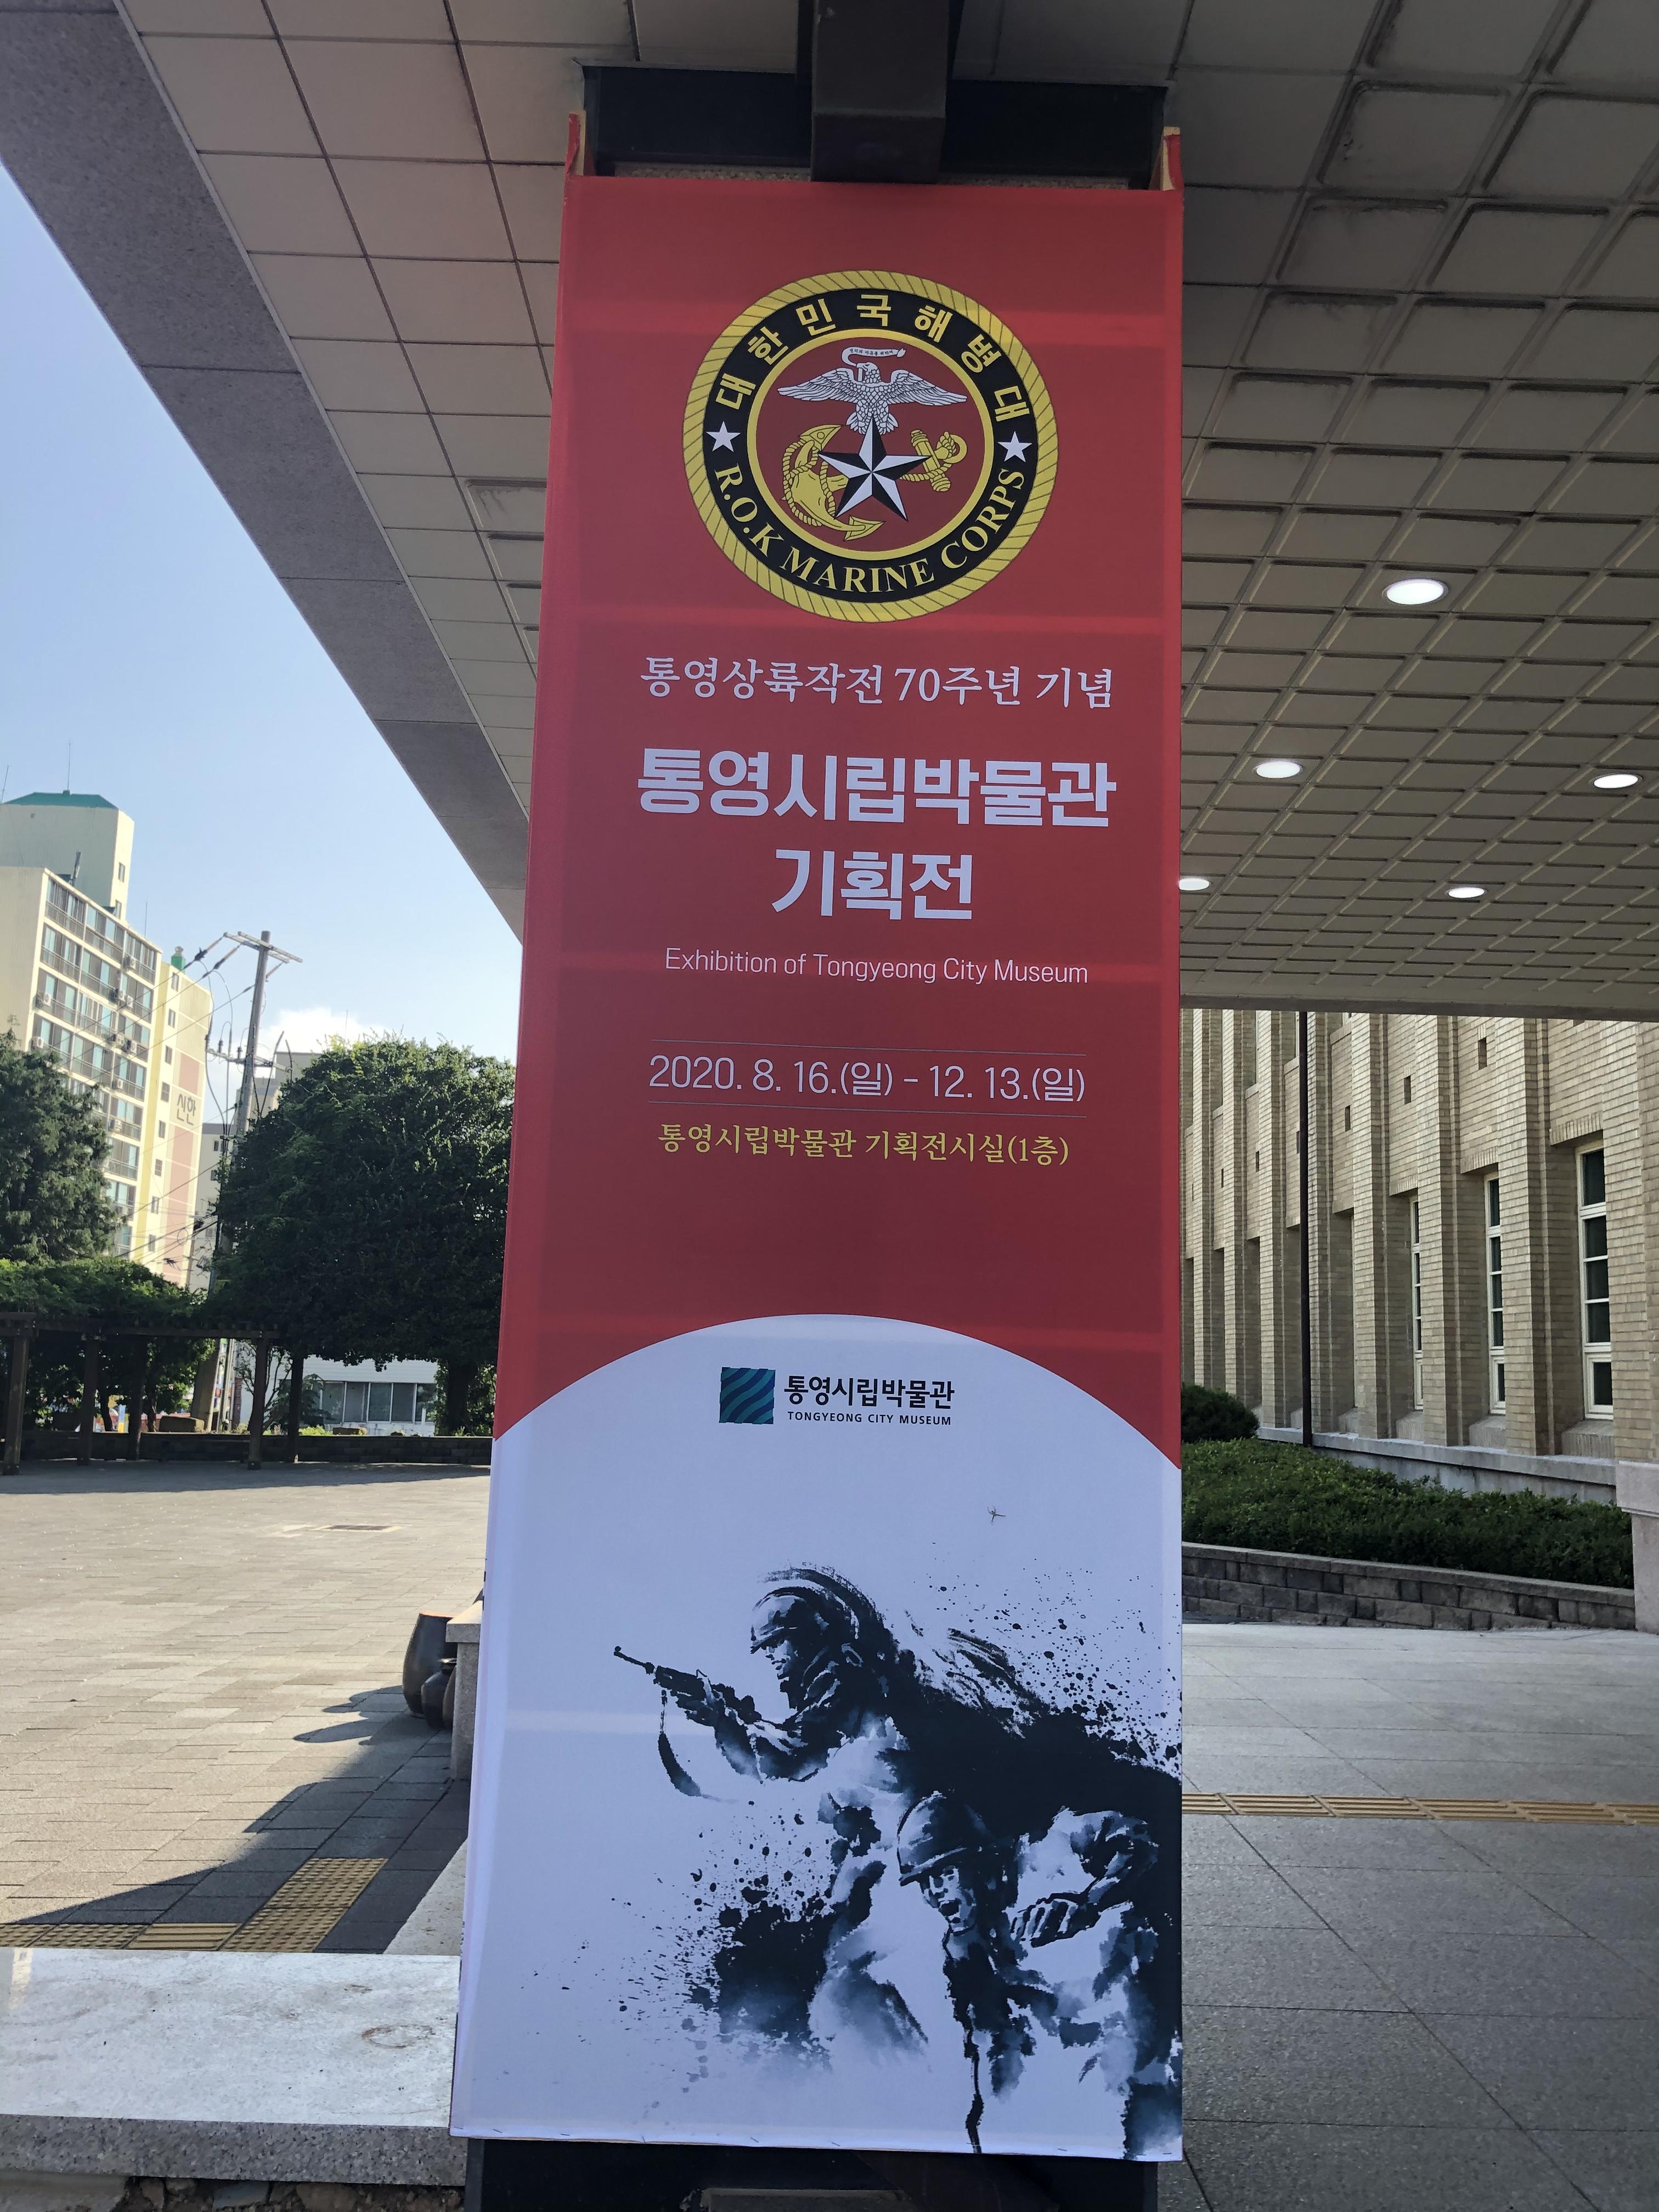 대한민국해병대
R.O.K MARINE CORPS
통영상륙작전 70주년 기념
통영시립박물관
기획전
Exhibition of Tongyeong City Museum
2020. 8. 16.(일) - 12. 13.(일)
통영시립박물관 기획전시실(1층)
통영시립박물관
TONGYEONG CITY MUSEUM
신한